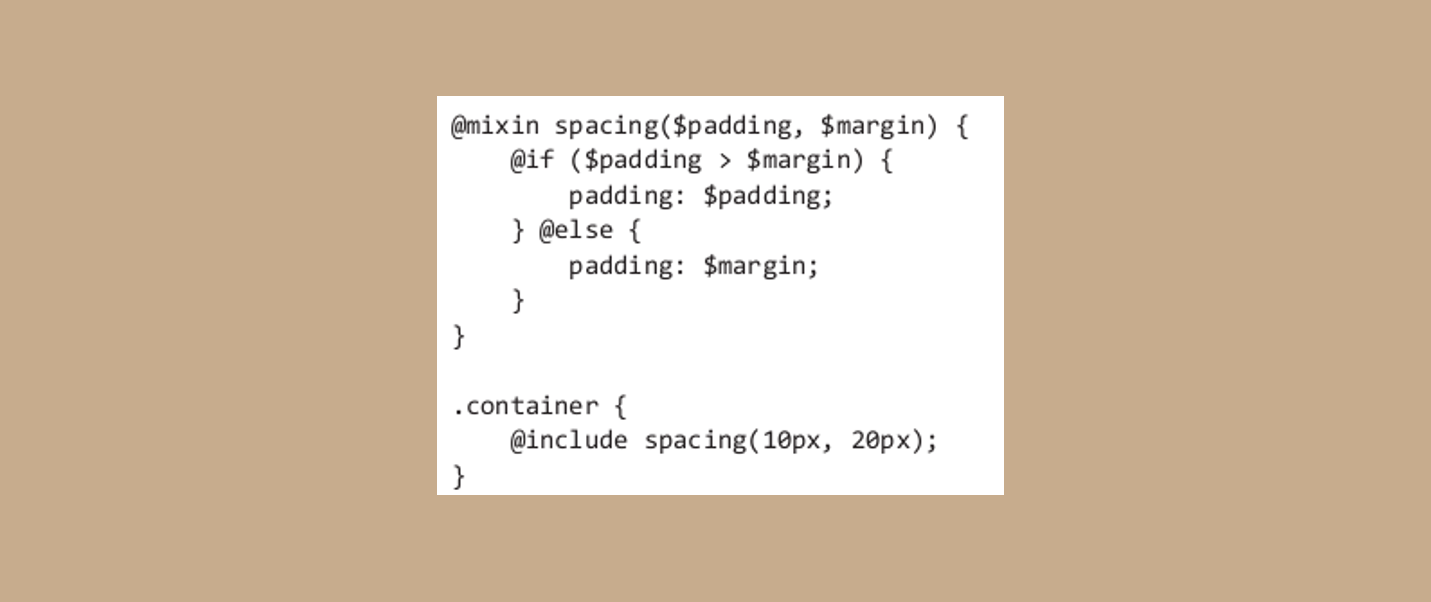 @mixin spacing($padding, $margin) {
    @if ($padding > $margin) {
        padding: $padding;
    } @else {
        padding: $margin;
    }
}

.container {
    @include spacing(10px, 20px);
}